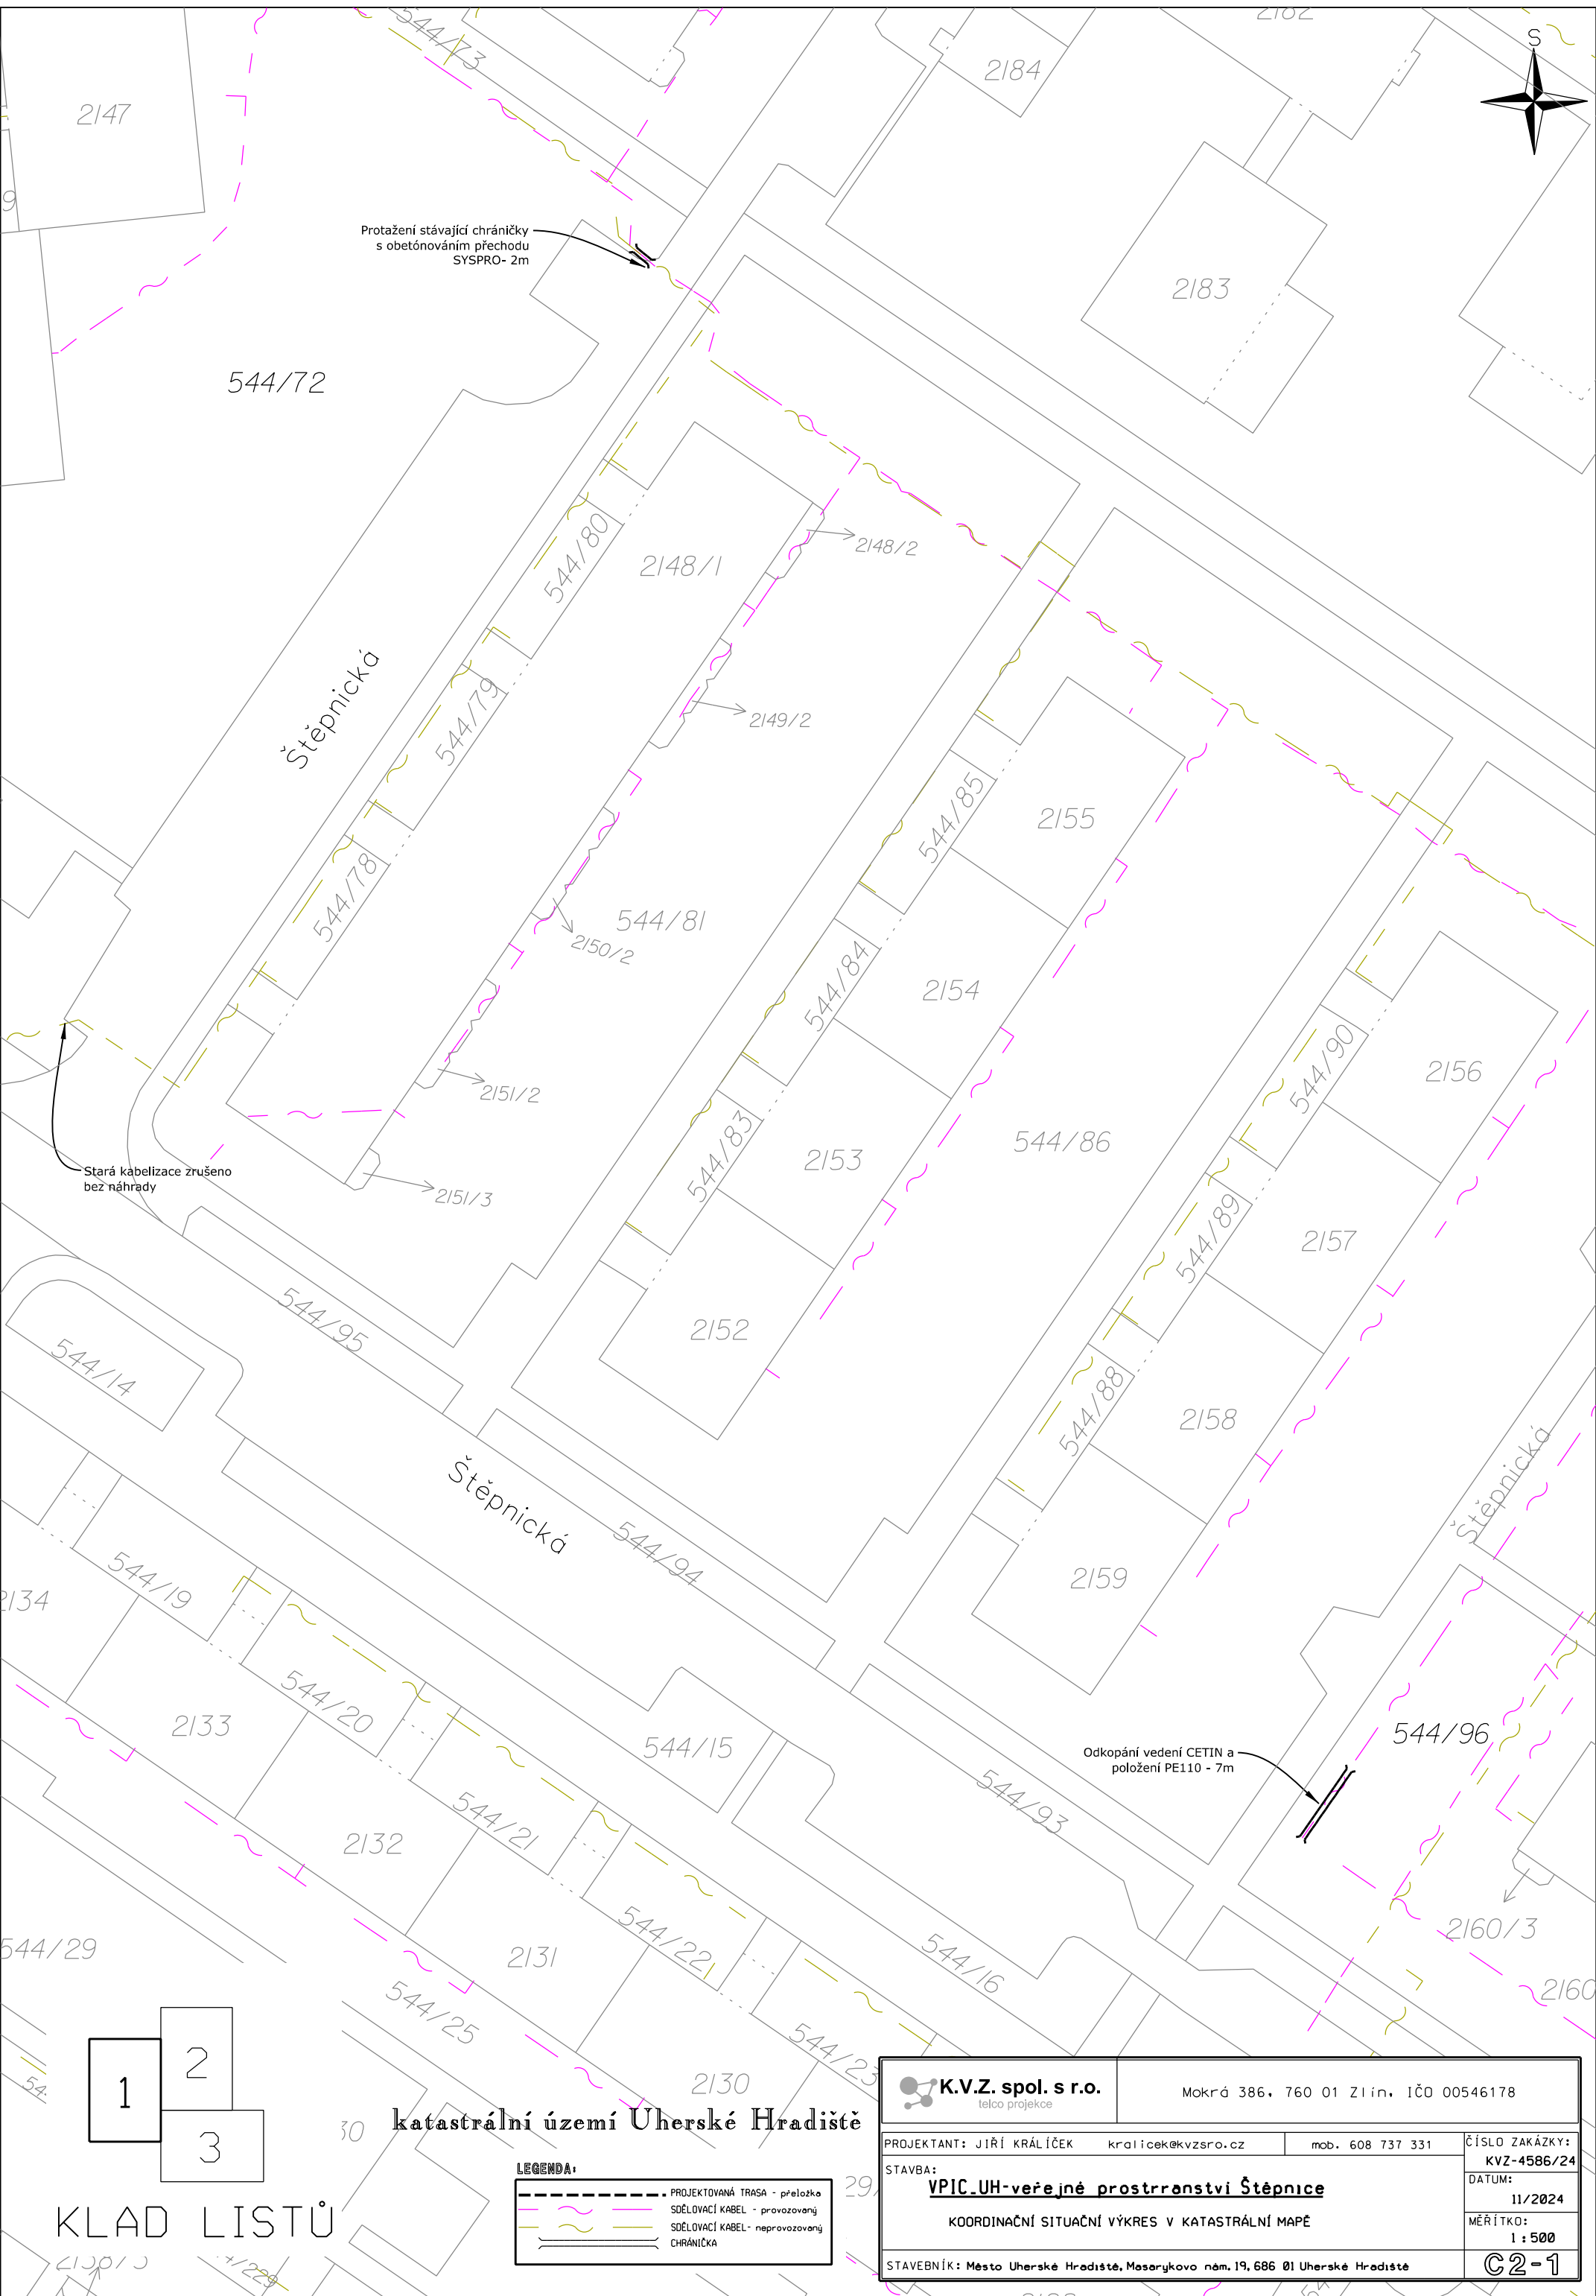 544/73
2182
2184
S
2147
9
Protažení stávající chráničky
s obetónováním přechodu
SYSPRO- 2m
2183
544/72
544/80
2148/1
2148/2
Štěpnická
544/79
2149/2
544/85
2155
544/78
544/81
2150/2
544/84
2154
544/90
2156
2151/2
544/83
2153
544/86
Stará kabelizace zrušeno
bez náhrady
2151/3
544/89
2157
544/95
2152
544/14
544/88
2158
Štěpnická
Štěpnická
544/94
2159
2134
544/19
544/20
2133
544/15
544/96
Odkopání vedení CETIN a
položení PE110 - 7m
544/93
544/21
2132
544/22
2160/3
544/29
2131
544/16
2160
544/25
544/23
2130
1
2
3
KLAD LISTŮ
katastrální území Uherské Hradiště
LEGENDA:
PROJEKTOVANÁ TRASA - přeložka
SDĚLOVACÍ KABEL - provozovaný
SDĚLOVACÍ KABEL- neprovozovaný
CHRÁNIČKA
K.V.Z. spol. s r.o.
telco projekce
Mokrá 386, 760 01 Zlín, IČO 00546178
PROJEKTANT: JIŘÍ KRÁLÍČEK kralicek@kvzsro.cz mob. 608 737 331
ČÍSLO ZAKÁZKY:
KVZ-4586/24
STAVBA:
VPIC_UH-veřejné prostrranství Štěpnice
KOORDINAČNÍ SITUAČNÍ VÝKRES V KATASTRÁLNÍ MAPĚ
DATUM:
11/2024
MĚŘÍTKO:
1:500
STAVEBNÍK: Město Uherské Hradiště, Masarykovo nám. 19, 686 01 Uherské Hradiště
C2-1